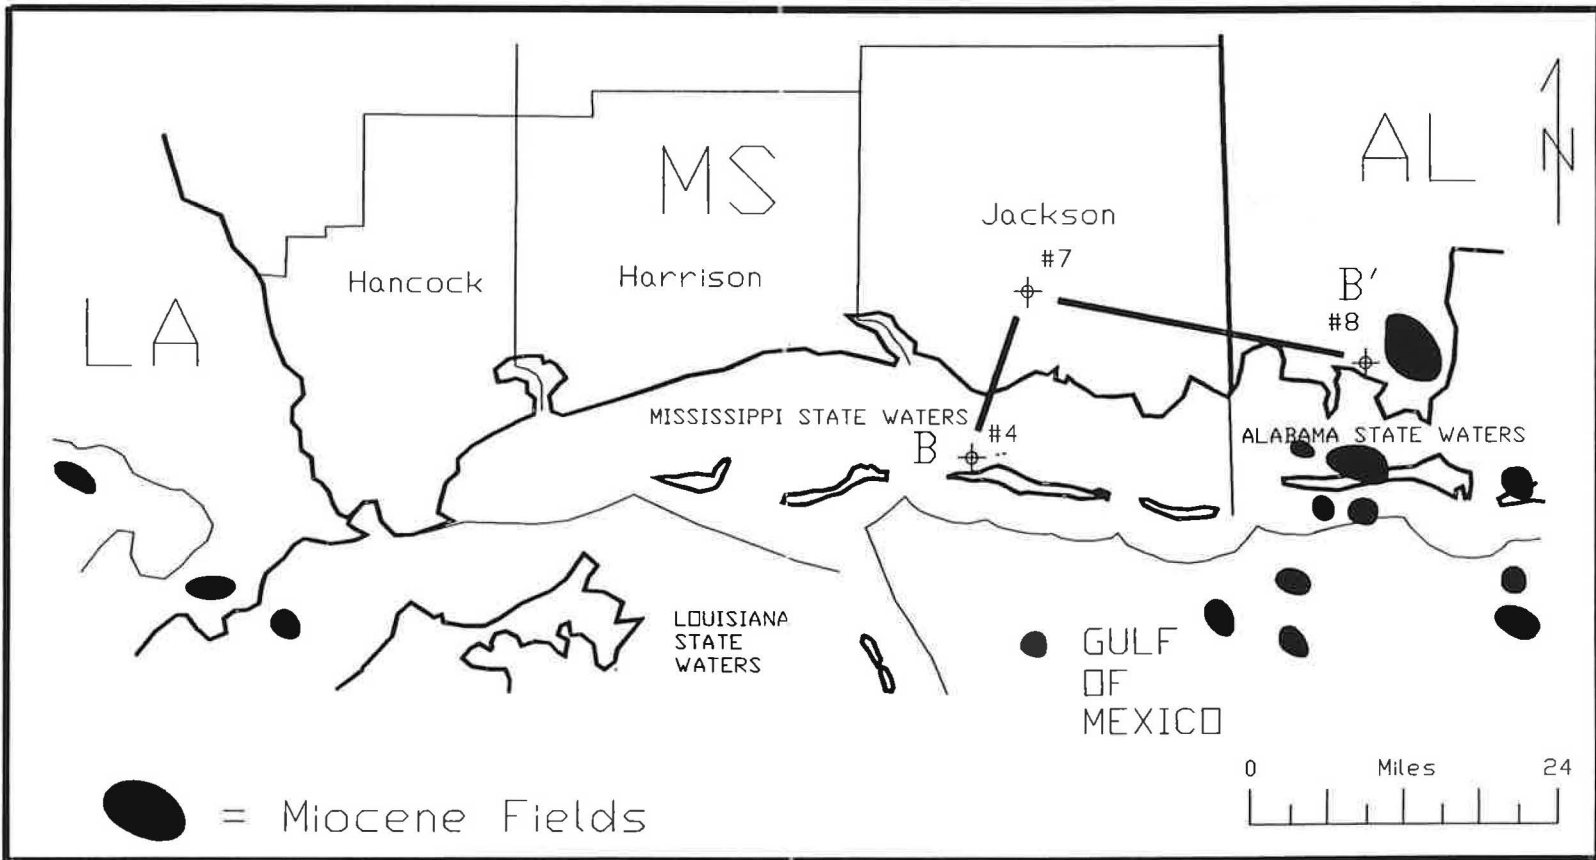 MS
AL
N
Jackson
#7
Hancock
Harrison
B'
#8
LA
MISSISSIPPI STATE WATERS
#4
B
ALABAMA STATE WATERS
LOUISIANA
STATE
WATERS
GULF
OF
MEXICO
0 Miles 24
= Miocene Fields